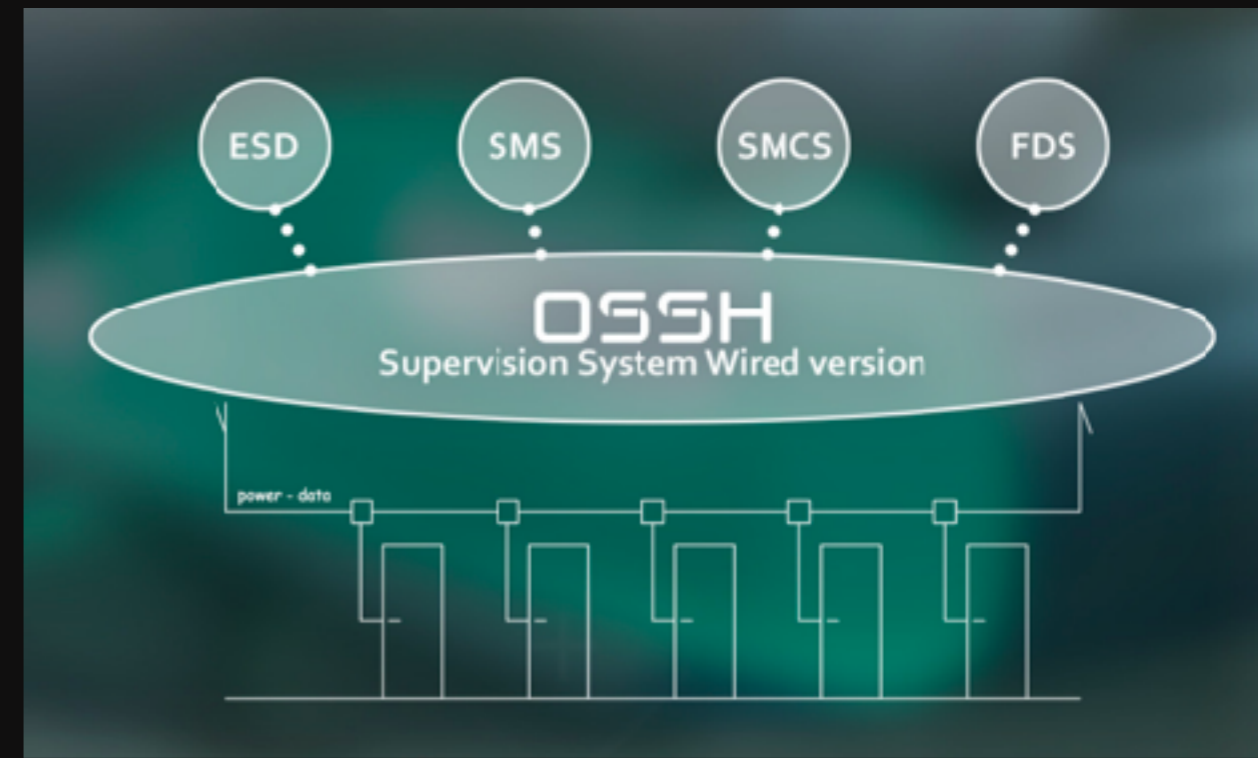 ESD
SMS
SMCS
FDS
OSSH
Supervision System Wired version
power - data